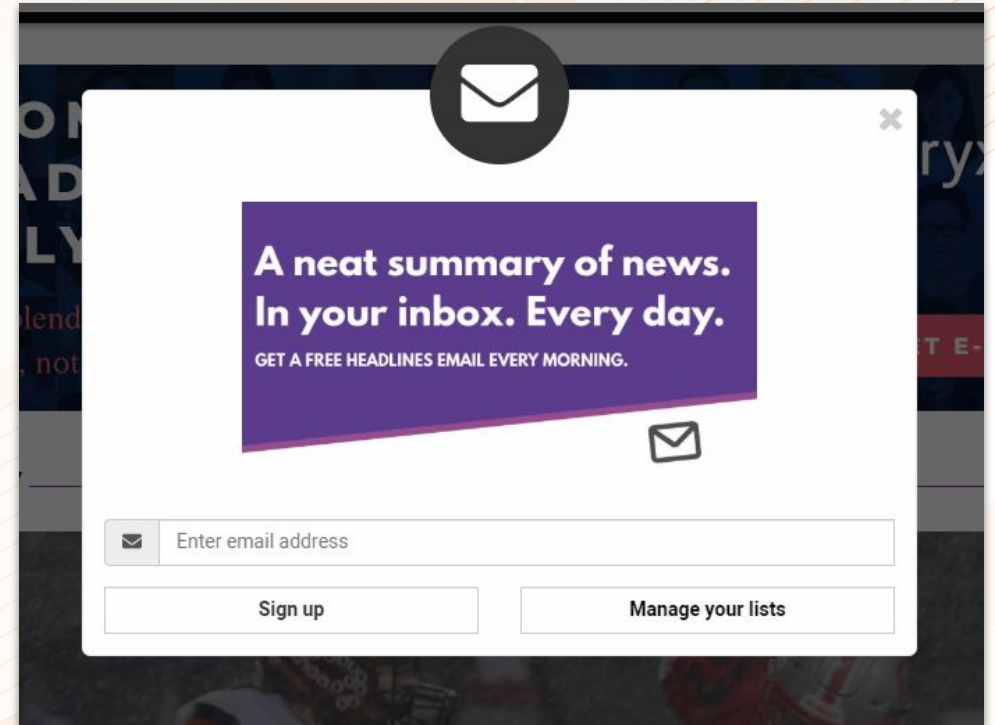 A neat summary of news.
In your inbox. Every day.
GET A FREE HEADLINES EMAIL EVERY MORNING.
Enter email address
Sign up
Manage your lists